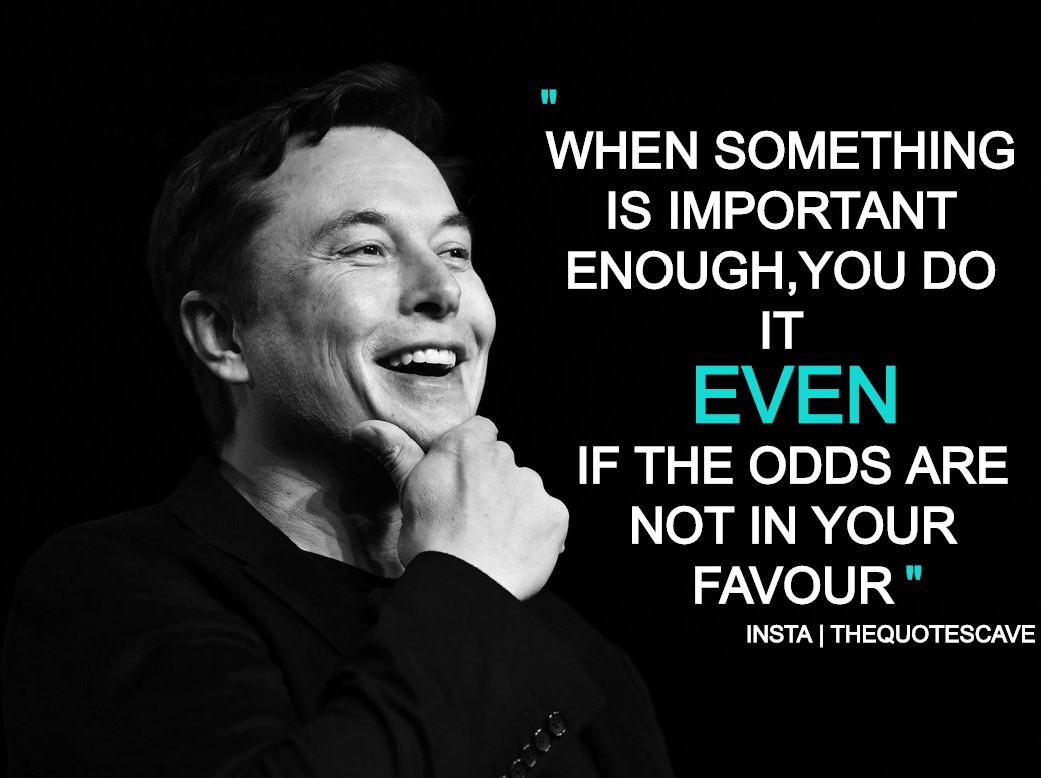 "
WHEN SOMETHING
IS IMPORTANT
ENOUGH,YOU DO
IT
EVEN
IF THE ODDS ARE
NOT IN YOUR
FAVOUR "
INSTA | THEQUOTESCAVE